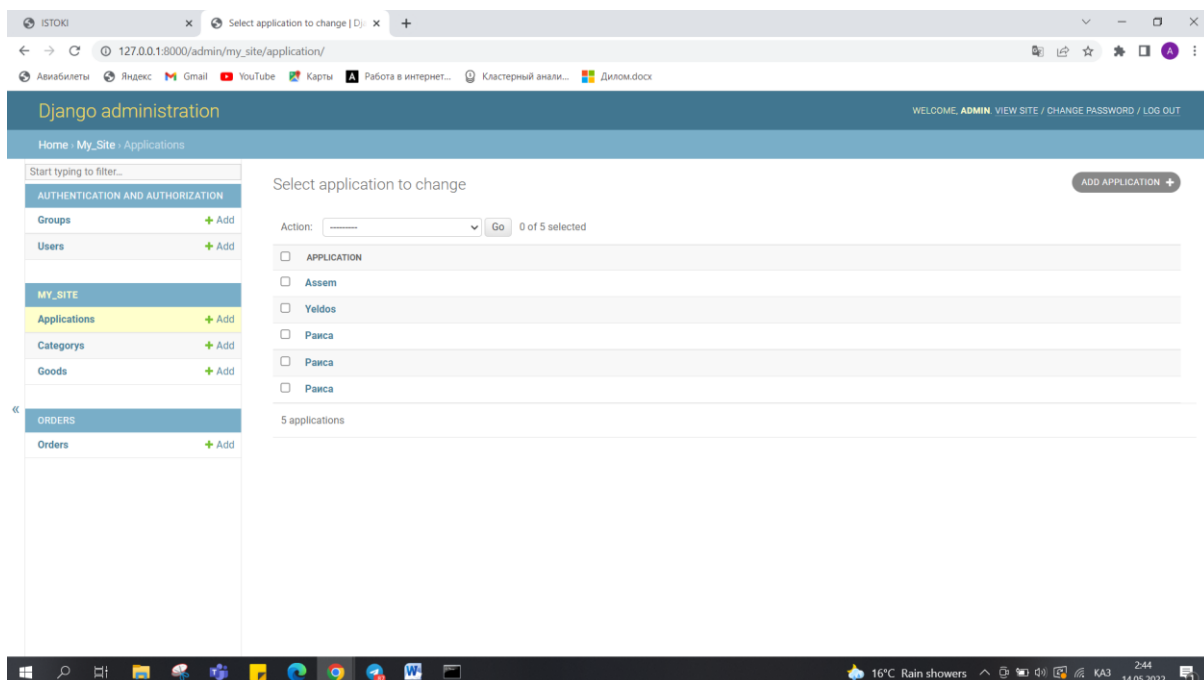 ISTOKI
Select application to change | Dj
127.0.0.1:8000/admin/my_site/application/
Авиабилеты Яндекс Gmail YouTube Карты Работа в интернет... Кластерный анали... Дилом.docx
Django administration
WELCOME, ADMIN. VIEW SITE / CHANGE PASSWORD / LOG OUT
Home › My_Site › Applications
Start typing to filter...
AUTHENTICATION AND AUTHORIZATION
Groups + Add
Users + Add
MY_SITE
Applications + Add
Categorys + Add
Goods + Add
ORDERS
Orders + Add
Select application to change
ADD APPLICATION +
Action: --------- Go 0 of 5 selected
APPLICATION
Assem
Yeldos
Раиса
Раиса
Раиса
5 applications
16°C Rain showers
КАЗ
2:44
14.05.2022